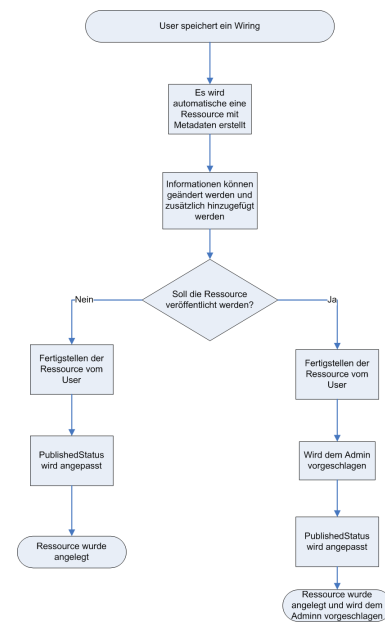 User speichert ein Wiring
Es wird
automatische eine
Ressource mit
Metadaten erstellt
Informationen können
geändert werden und
zusätzlich hinzugefügt
werden
Soll die Ressource
veröffentlicht werden?
Nein
Ja
Fertigstellen der
Ressource vom
User
PublishedStatus
wird angepasst
Ressource wurde
angelegt
Fertigstellen der
Ressource vom
User
Wird dem Admin
vorgeschlagen
PublishedStatus
wird angepasst
Ressource wurde
angelegt und wird dem
Adminn vorgeschlagen